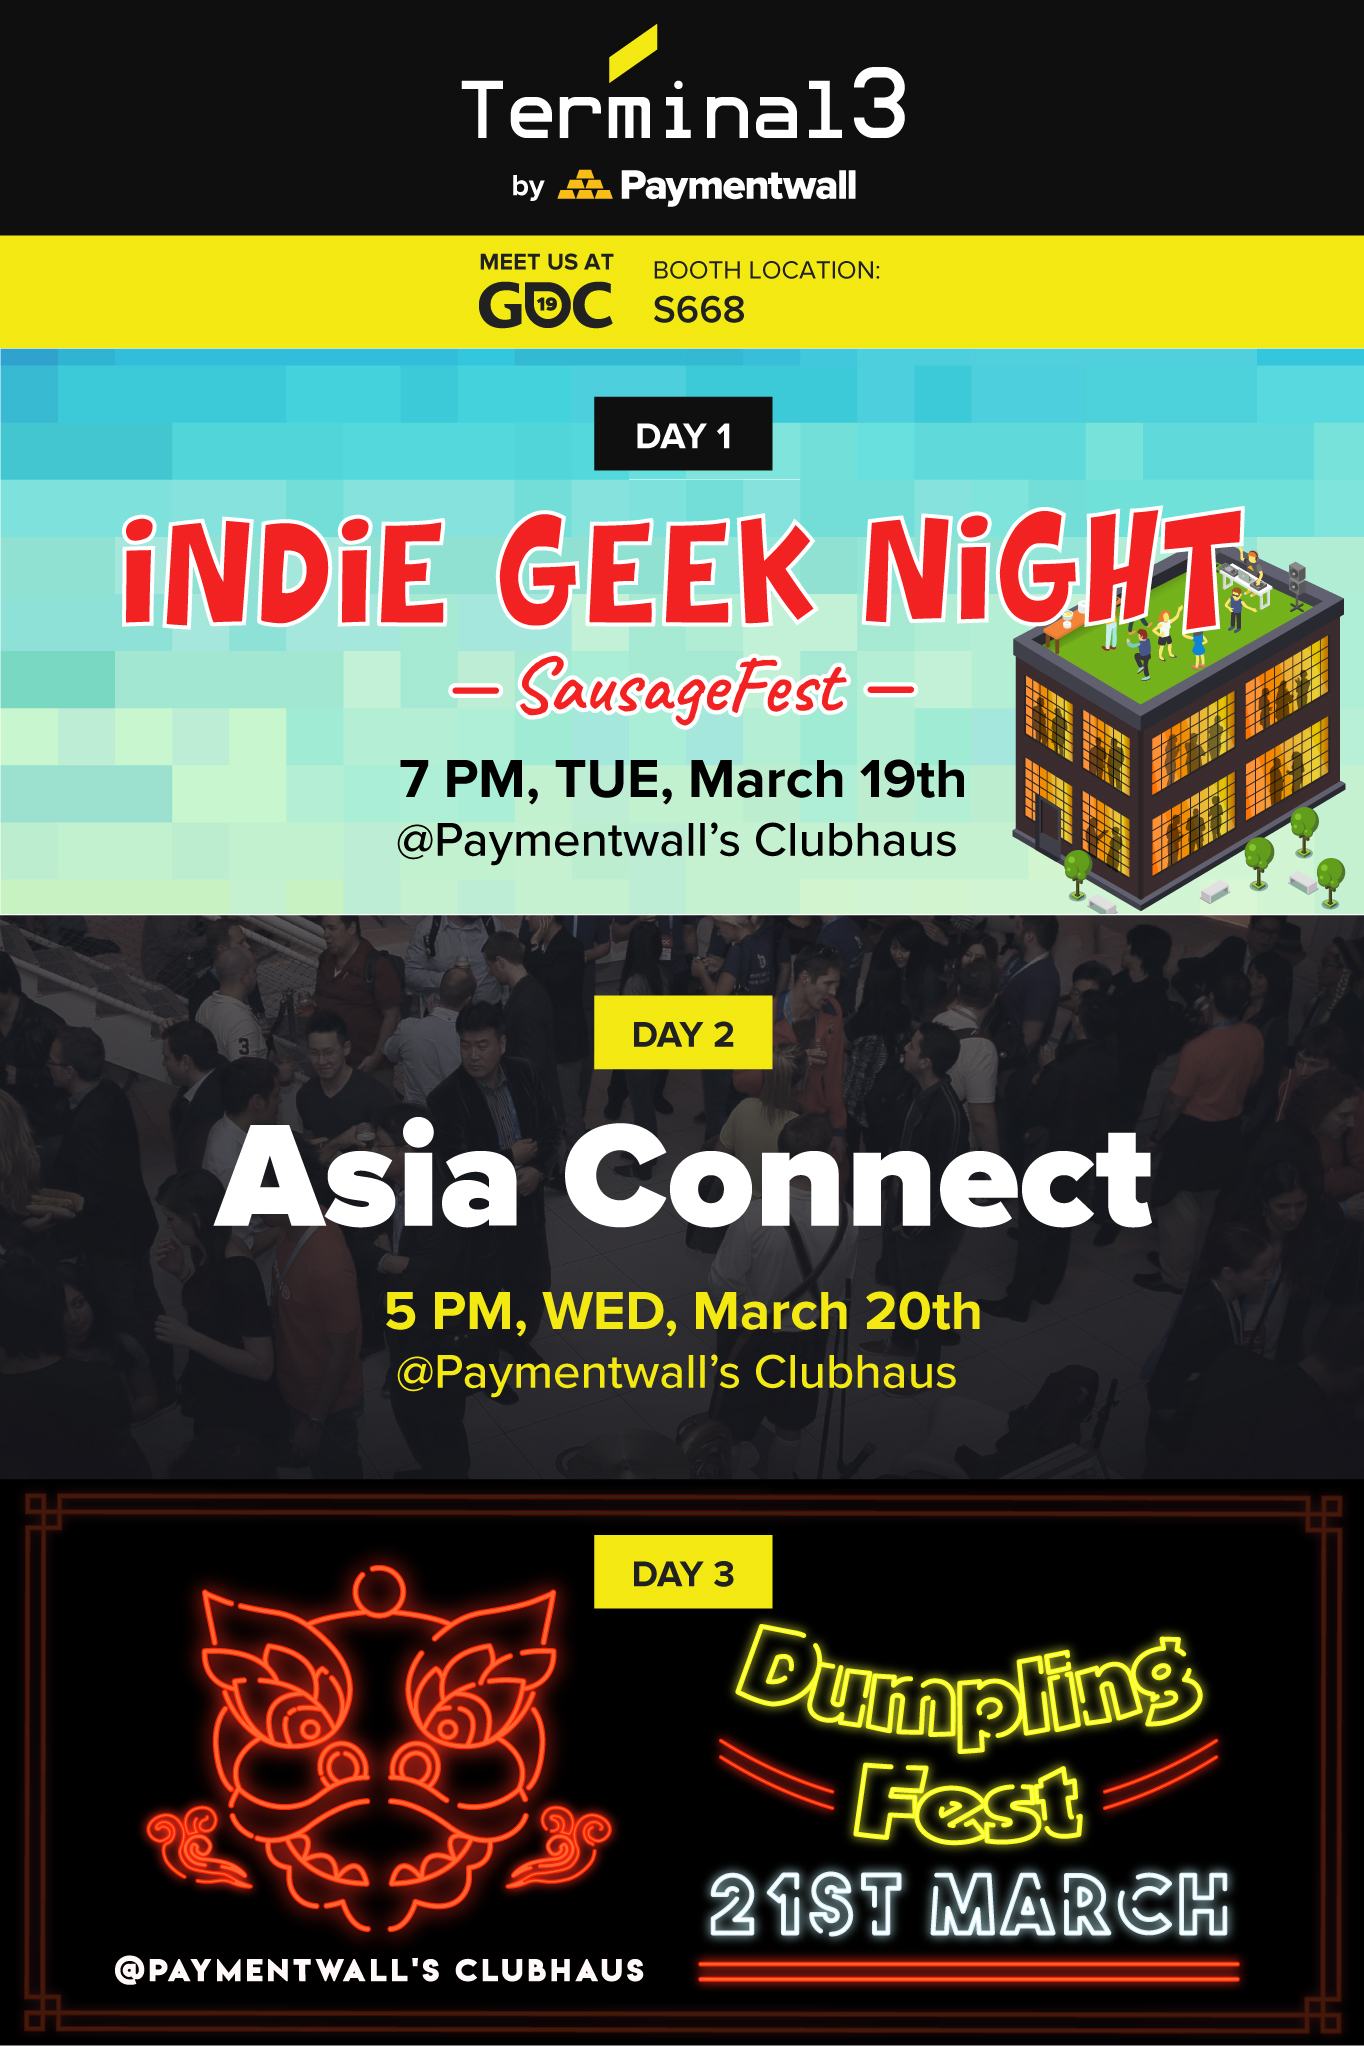 Terminal3
by Paymentwall
MEET US AT
GDC 19
BOOTH LOCATION:
S668
DAY 1
iNDiE GEEK NiGHT
— SausageFest —
7 PM, TUE, March 19th
@Paymentwall’s Clubhaus
DAY 2
3
Asia Connect
5 PM, WED, March 20th
@Paymentwall’s Clubhaus
DAY 3
Dumpling
Fest
21ST MARCH
@PAYMENTWALL'S CLUBHAUS